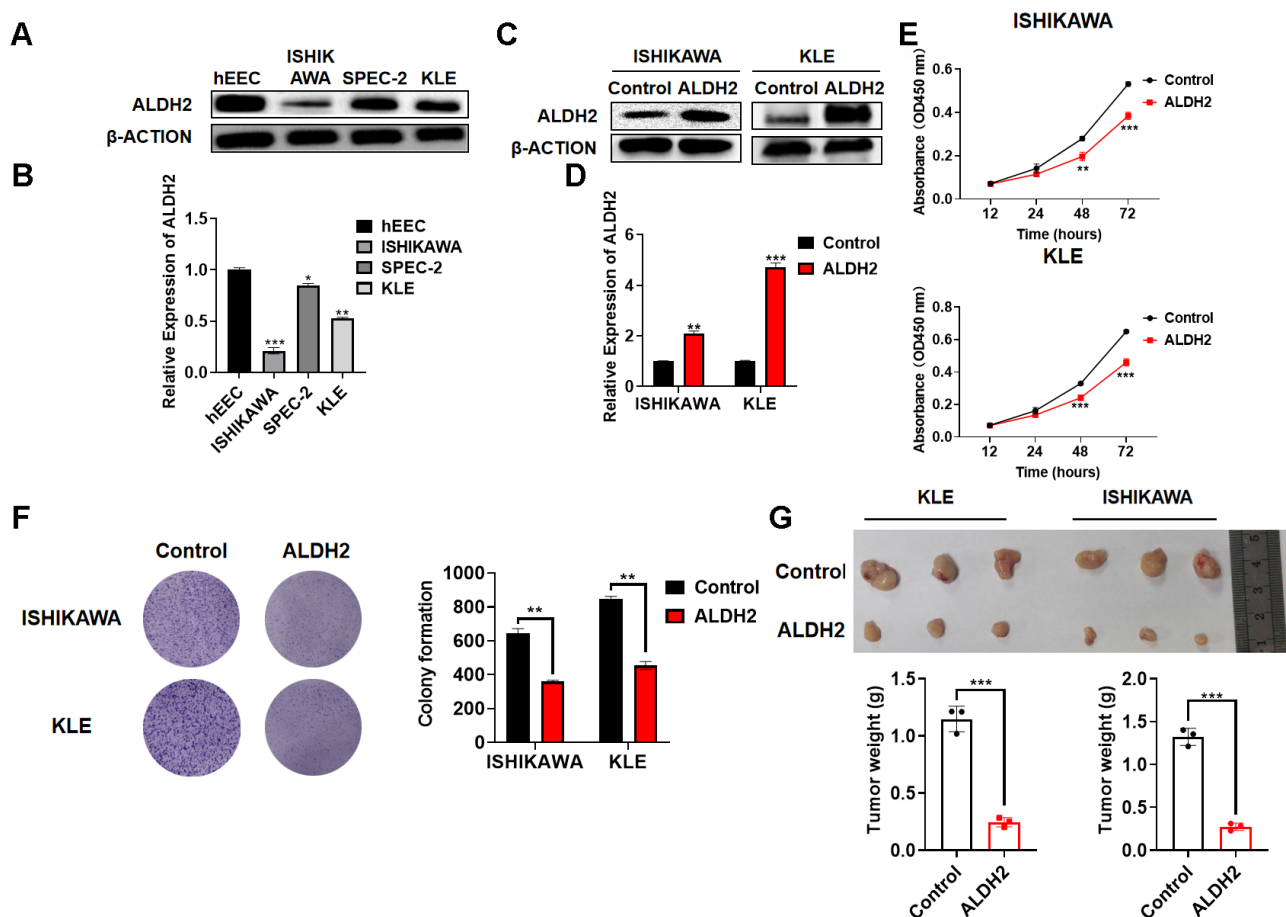 A
hEEC
ISHIK
AWA
SPEC-2
KLE
ALDH2
β-ACTION
B
Relative Expression of ALDH2
1.5
1.0
0.5
0.0
hEEC
ISHIKAWA
SPEC-2
KLE
***
*
**
hEEC
ISHIKAWA
SPEC-2
KLE
C
ISHIKAWA
KLE
Control ALDH2
Control ALDH2
ALDH2
β-ACTION
D
Relative Expression of ALDH2
6
4
2
0
**
***
Control
ALDH2
ISHIKAWA
KLE
E
ISHIKAWA
Absorbance (OD450 nm)
0.6
0.4
0.2
0.0
**
***
Control
ALDH2
12 24 48 72
Time (hours)
KLE
Absorbance (OD450 nm)
0.8
0.6
0.4
0.2
0.0
***
***
Control
ALDH2
12 24 48 72
Time (hours)
F
Control
ALDH2
ISHIKAWA
KLE
Colony formation
1000
800
600
400
200
0
**
**
Control
ALDH2
ISHIKAWA
KLE
G
KLE
ISHIKAWA
Control
ALDH2
5
4
3
2
1
Tumor weight (g)
1.5
1.0
0.5
0.0
***
Control
ALDH2
Tumor weight (g)
2.0
1.5
1.0
0.5
0.0
***
Control
ALDH2